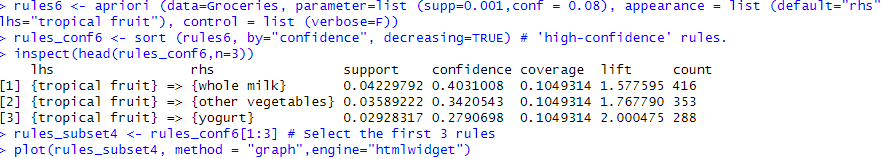 > rules6 <- apriori (data=Groceries, parameter=list (supp=0.001,conf = 0.08), appearance = list (default="rhs"
lhs="tropical fruit"), control = list (verbose=F))
> rules_conf6 <- sort (rules6, by="confidence", decreasing=TRUE) # 'high-confidence' rules.
> inspect(head(rules_conf6,n=3))
lhs rhs support confidence coverage lift count
[1] {tropical fruit} => {whole milk} 0.04229792 0.4031008 0.1049314 1.577595 416
[2] {tropical fruit} => {other vegetables} 0.03589222 0.3420543 0.1049314 1.767790 353
[3] {tropical fruit} => {yogurt} 0.02928317 0.2790698 0.1049314 2.000475 288
> rules_subset4 <- rules_conf6[1:3] # Select the first 3 rules
> plot(rules_subset4, method = "graph",engine="htmlwidget")